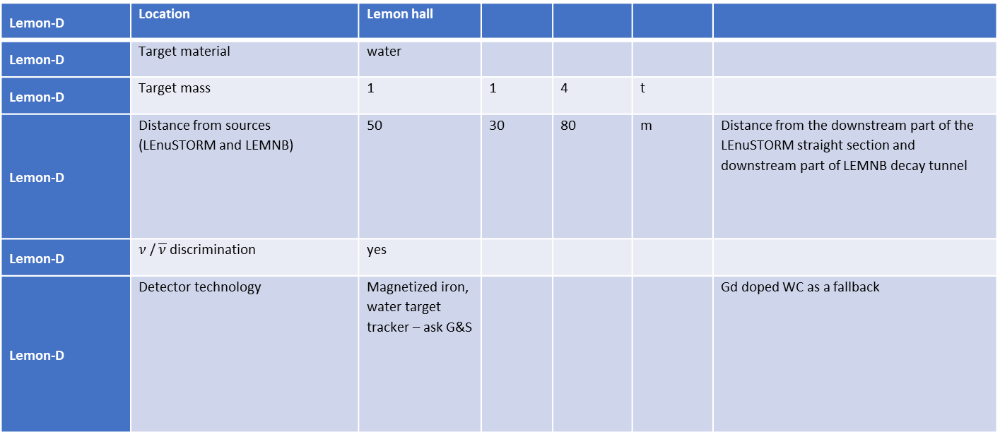 Lemon-D Location Lemon hall
Lemon-D Target material water
Lemon-D Target mass 1 1 4 t
Lemon-D Distance from sources 50 30 80 m Distance from the downstream part of the
(LEnuSTORM and LEMNB) LEnuSTORM straight section and
downstream part of LEMNB decay tunnel
Lemon-D ν / ν̅ discrimination yes
Lemon-D Detector technology Magnetized iron, Gd doped WC as a fallback
water target
tracker – ask G&S